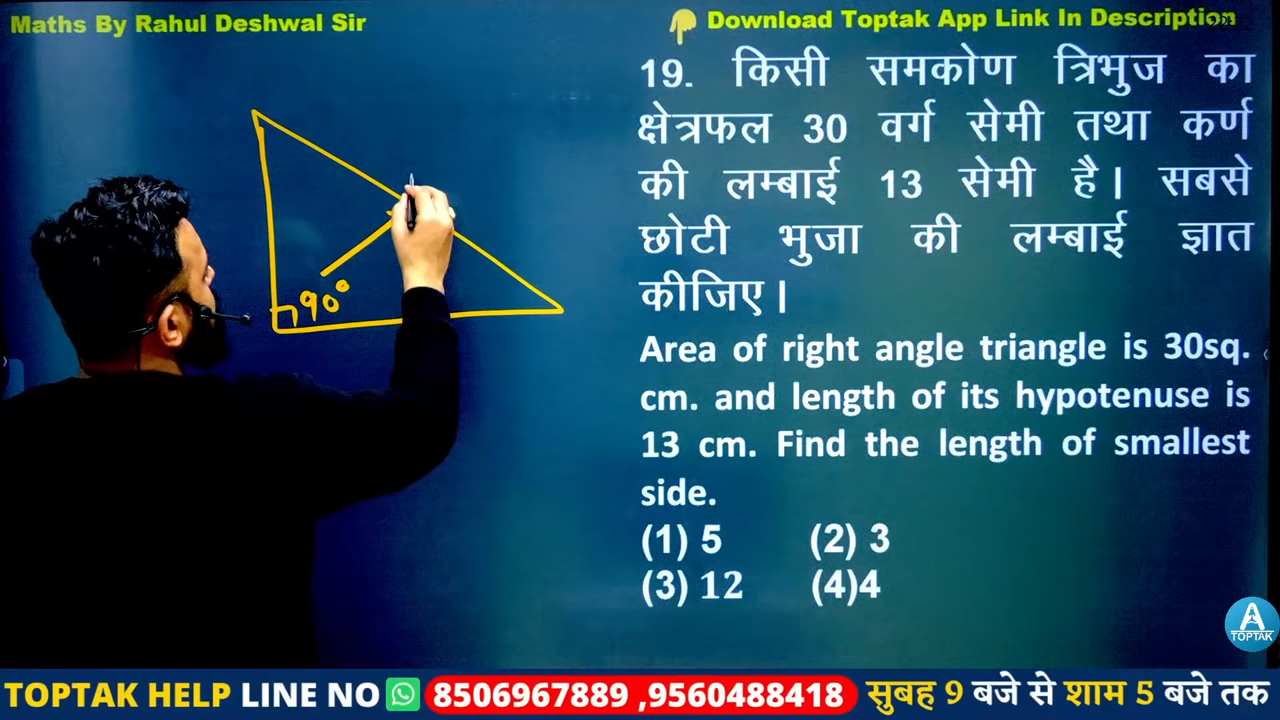 Maths By Rahul Deshwal Sir
Download Toptak App Link In Description
19. किसी समकोण त्रिभुज का
क्षेत्रफल 30 वर्ग सेमी तथा कर्ण
की लम्बाई 13 सेमी है। सबसे
छोटी भुजा की लम्बाई ज्ञात
कीजिए।
Area of right angle triangle is 30sq.
cm. and length of its hypotenuse is
13 cm. Find the length of smallest
side.
(1) 5 (2) 3
(3) 12 (4)4
90°
A
TOPTAK
TOPTAK HELP LINE NO 8506967889 ,9560488418 सुबह 9 बजे से शाम 5 बजे तक